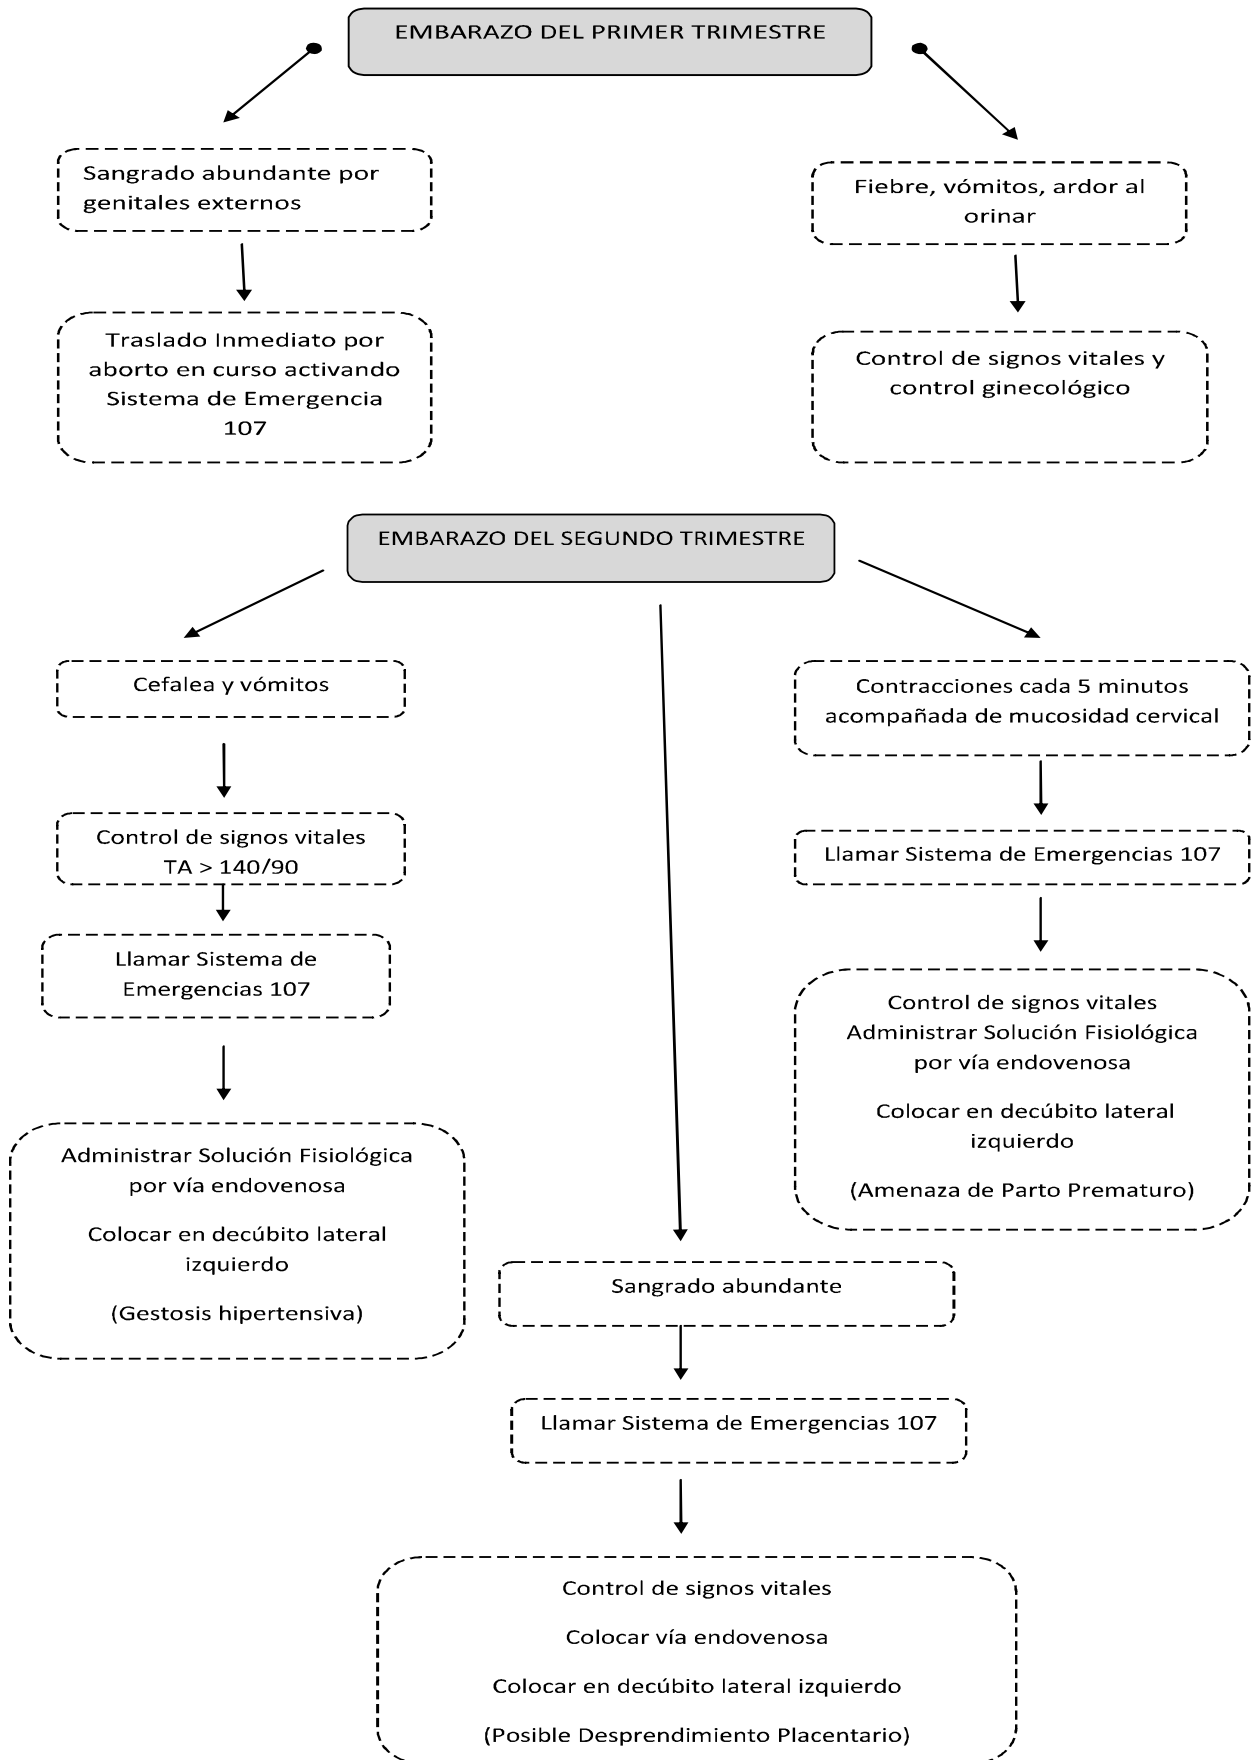 EMBARAZO DEL PRIMER TRIMESTRE
Sangrado abundante por
genitales externos
Traslado Inmediato por
aborto en curso activando
Sistema de Emergencia
107
Fiebre, vómitos, ardor al
orinar
Control de signos vitales y
control ginecológico
EMBARAZO DEL SEGUNDO TRIMESTRE
Cefalea y vómitos
Control de signos vitales
TA > 140/90
Llamar Sistema de
Emergencias 107
Administrar Solución Fisiológica
por vía endovenosa
Colocar en decúbito lateral
izquierdo
(Gestosis hipertensiva)
Sangrado abundante
Llamar Sistema de Emergencias 107
Control de signos vitales
Colocar vía endovenosa
Colocar en decúbito lateral izquierdo
(Posible Desprendimiento Placentario)
Contracciones cada 5 minutos
acompañada de mucosidad cervical
Llamar Sistema de Emergencias 107
Control de signos vitales
Administrar Solución Fisiológica
por vía endovenosa
Colocar en decúbito lateral
izquierdo
(Amenaza de Parto Prematuro)